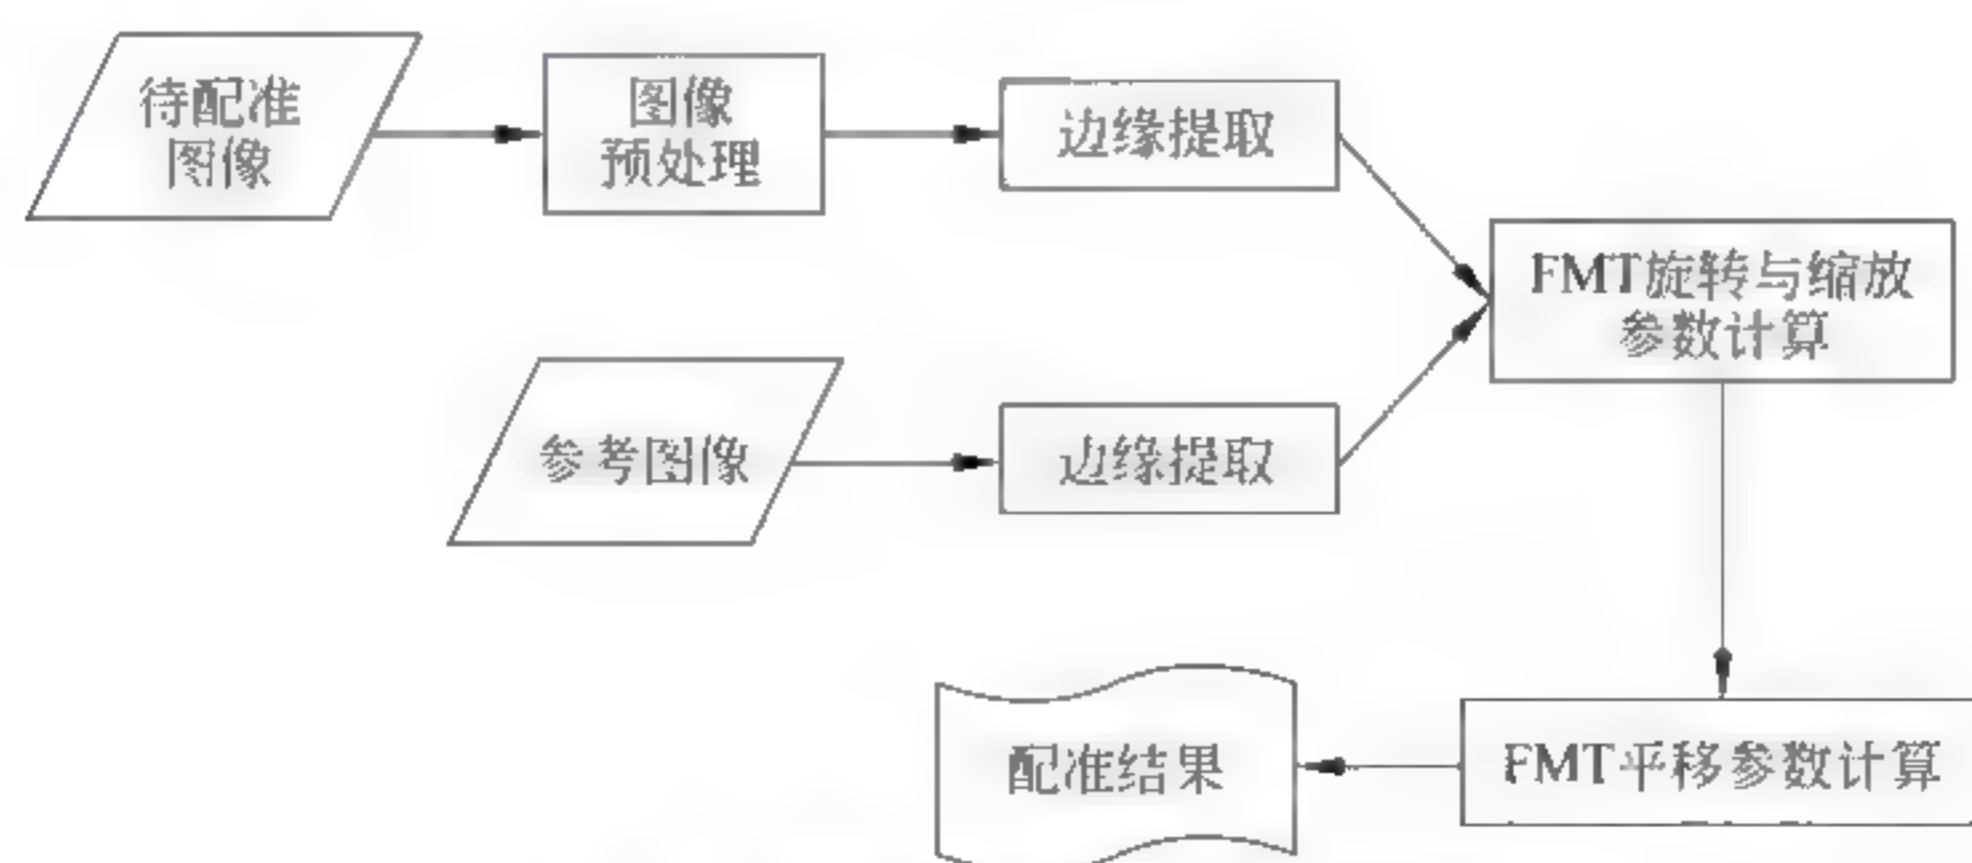 待配准
图像
图像
预处理
边缘提取
FMT旋转与缩放
参数计算
参考图像
边缘提取
配准结果
FMT平移参数计算